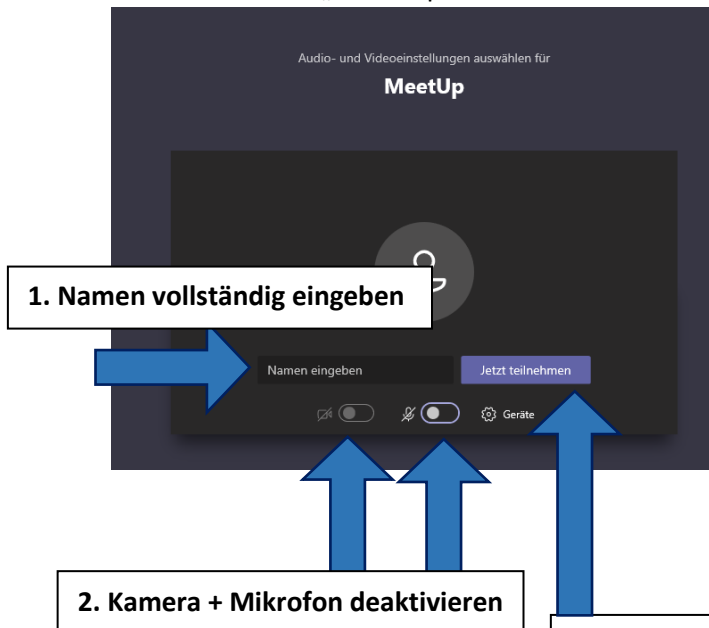 Audio- und Videoeinstellungen auswählen für
MeetUp
1. Namen vollständig eingeben
Namen eingeben
Jetzt teilnehmen
Geräte
2. Kamera + Mikrofon deaktivieren